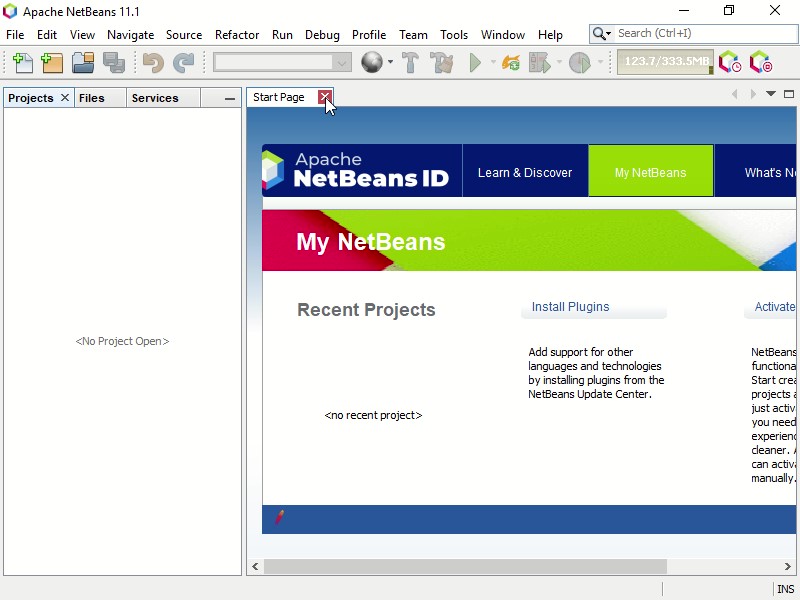 Apache NetBeans 11.1
File Edit View Navigate Source Refactor Run Debug Profile Team Tools Window Help
Search (Ctrl+I)
123.7/333.5MB
Projects Files Services
Start Page
Apache
NetBeans ID
Learn & Discover
My NetBeans
What's Ne
My NetBeans
Recent Projects
<No Project Open>
<no recent project>
Install Plugins
Add support for other
languages and technologies
by installing plugins from the
NetBeans Update Center.
Activate
NetBeans
functiona
Start crea
projects a
just activ
you need
experienc
cleaner. A
can activa
manually.
INS